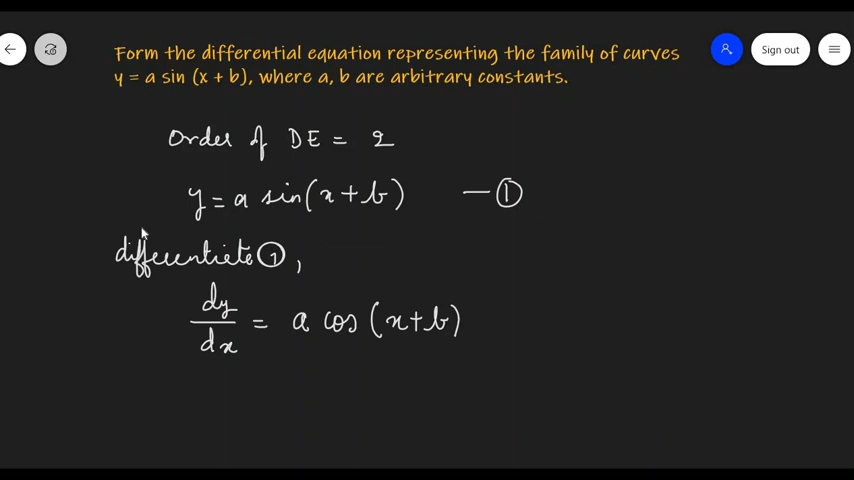 Form the differential equation representing the family of curves
y = a sin (x + b), where a, b are arbitrary constants.
Sign out
Order of DE = 2
y = a sin(x + b) — ①
differentiate ①,
dy/dx = a cos (x+b)